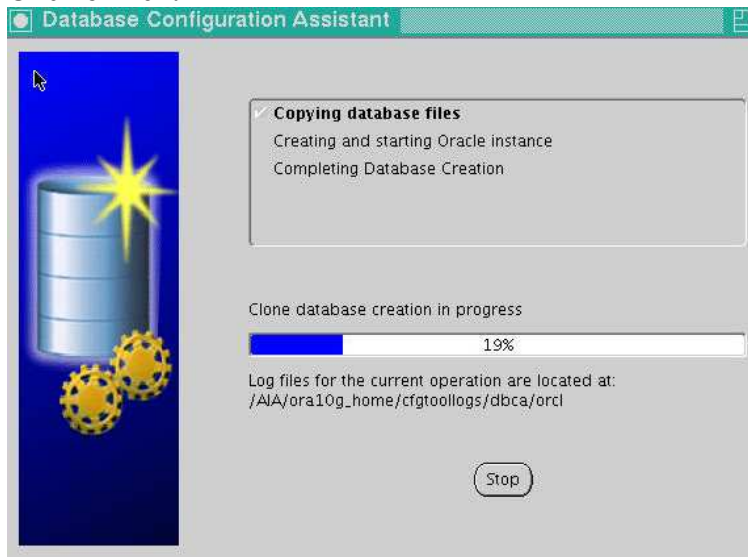 Database Configuration Assistant
Copying database files
Creating and starting Oracle instance
Completing Database Creation
Clone database creation in progress
19%
Log files for the current operation are located at:
/AIA/ora10g_home/cfgtoollogs/dbca/orcl
Stop